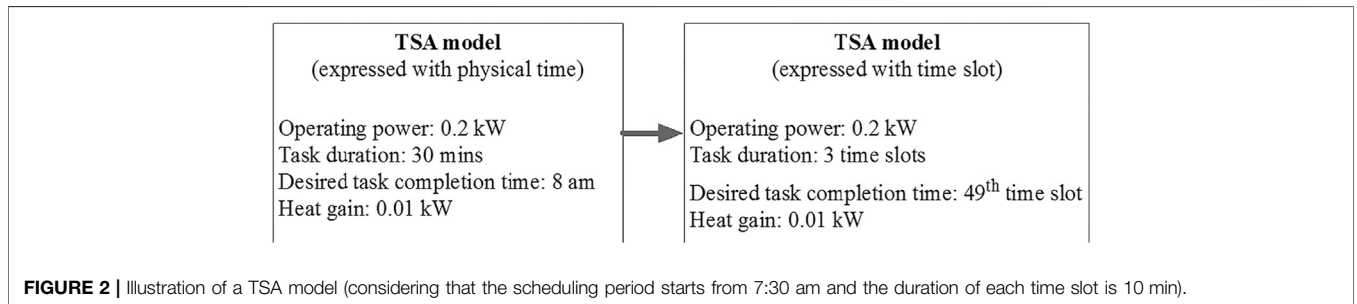 TSA model
(expressed with physical time)
Operating power: 0.2 kW
Task duration: 30 mins
Desired task completion time: 8 am
Heat gain: 0.01 kW
TSA model
(expressed with time slot)
Operating power: 0.2 kW
Task duration: 3 time slots
Desired task completion time: 49th time slot
Heat gain: 0.01 kW
FIGURE 2 | Illustration of a TSA model (considering that the scheduling period starts from 7:30 am and the duration of each time slot is 10 min).